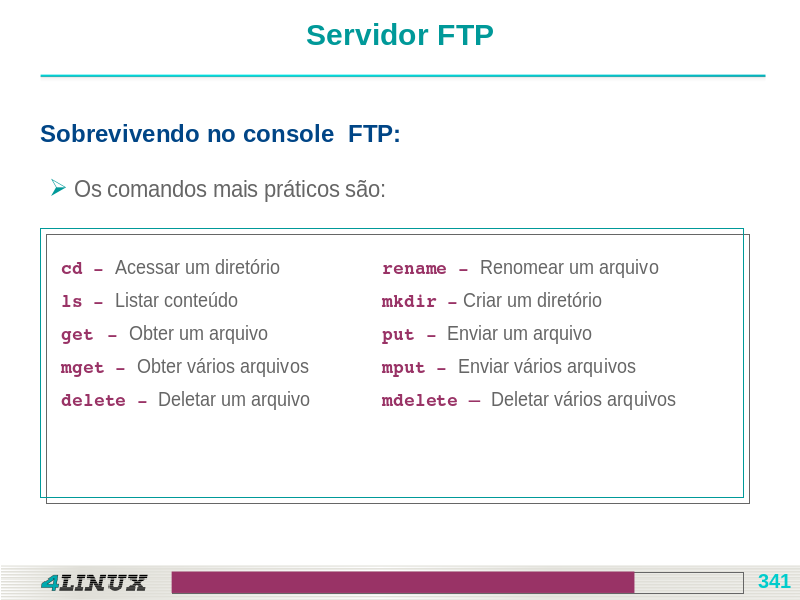 Servidor FTP
Sobrevivendo no console  FTP:
Os comandos mais práticos são:
cd – Acessar um diretório
ls – Listar conteúdo
get – Obter um arquivo
mget – Obter vários arquivos
delete – Deletar um arquivo
rename – Renomear um arquivo
mkdir – Criar um diretório
put – Enviar um arquivo
mput – Enviar vários arquivos
mdelete – Deletar vários arquivos
4LINUX
341